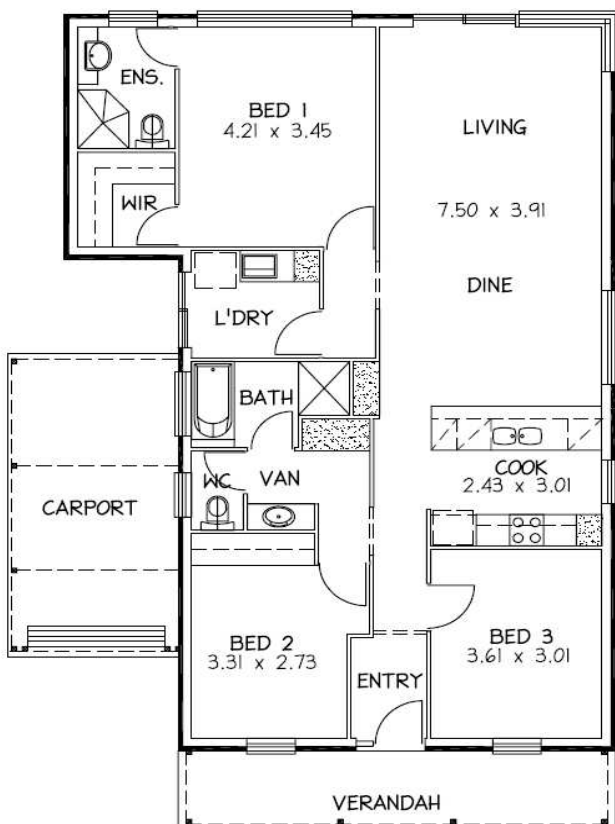 ENS.
BED 1
4.21 x 3.45
LIVING
WIR
7.50 x 3.91
DINE
L'DRY
BATH
COOK
2.43 x 3.01
WC
VAN
CARPORT
BED 2
3.31 x 2.73
BED 3
3.61 x 3.01
ENTRY
VERANDAH